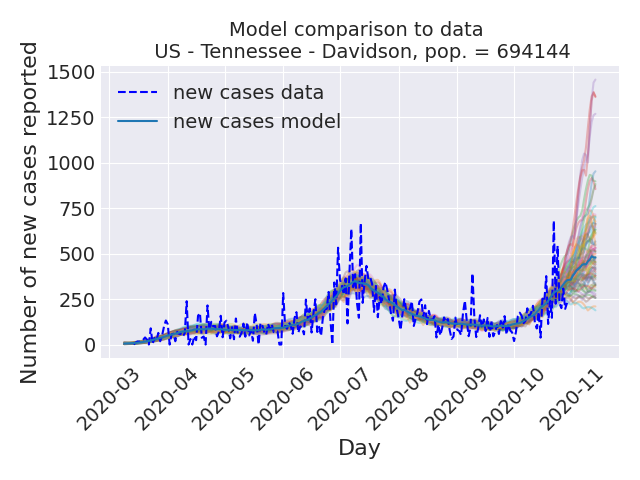 Model comparison to data
US - Tennessee - Davidson, pop. = 694144
Number of new cases reported
1500
1250
1000
750
500
250
0
new cases data
new cases model
2020-03
2020-04
2020-05
2020-06
2020-07
2020-08
2020-09
2020-10
2020-11
Day